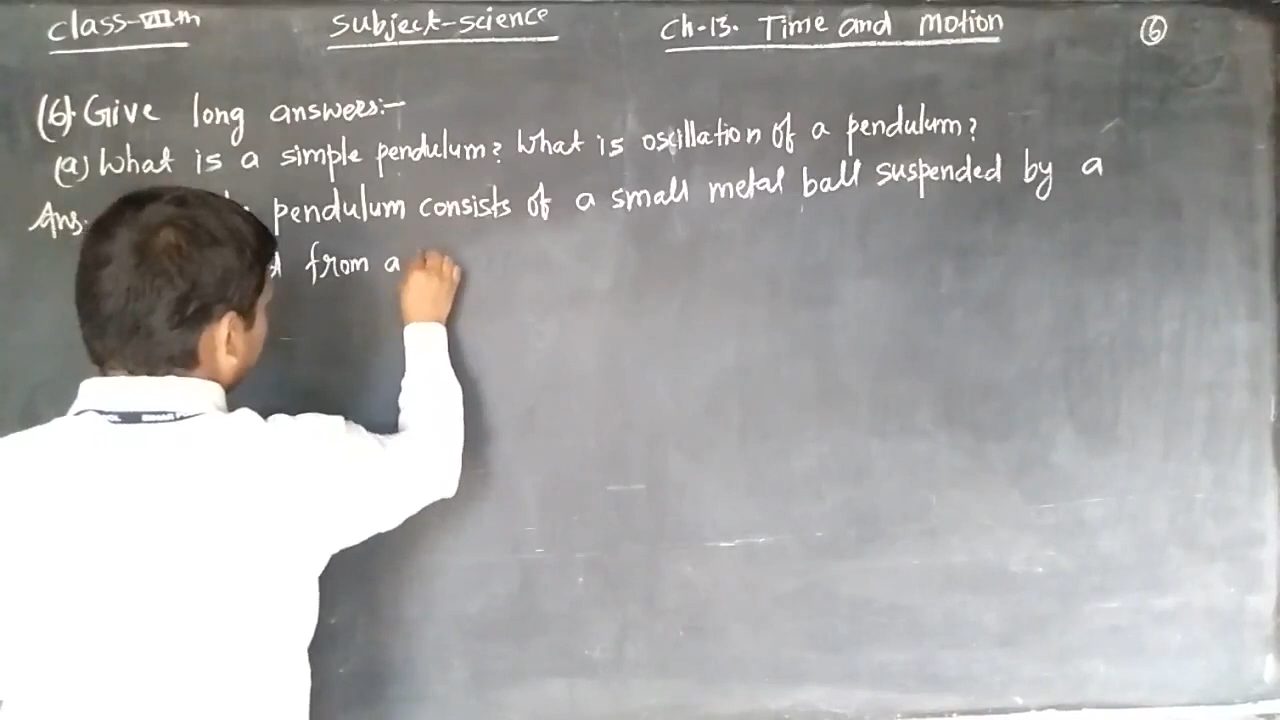 Class-VIIth Subject-Science Ch-13. Time and Motion 6
(6) Give long answers:-
(a) What is a simple pendulum? What is oscillation of a pendulum?
Ans. pendulum consists of a small metal ball suspended by a
from a